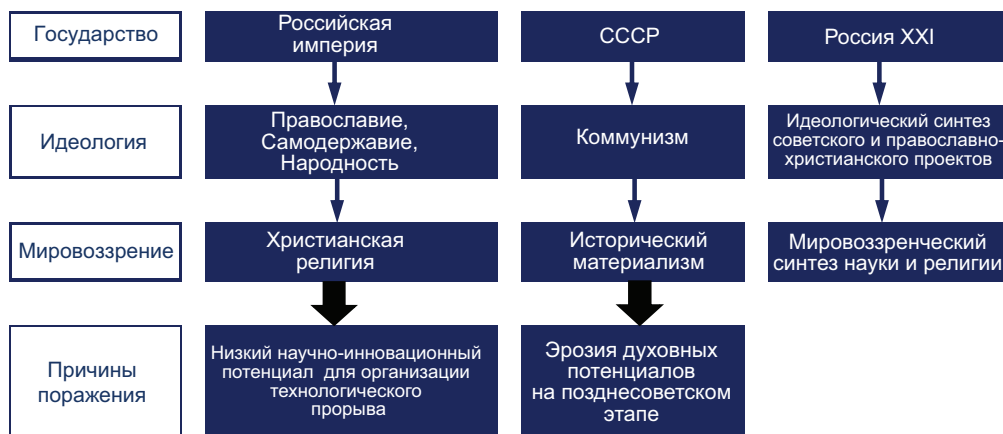 Государство
Российская
империя
СССР
Россия XXI
Идеология
Православие,
Самодержавие,
Народность
Коммунизм
Идеологический синтез
советского и православно-
христианского проектов
Мировоззрение
Христианская
религия
Исторический
материализм
Мировоззренческий
синтез науки и религии
Причины
поражения
Низкий научно-инновационный
потенциал для организации
технологического
прорыва
Эрозия духовных
потенциалов
на позднесоветском
этапе